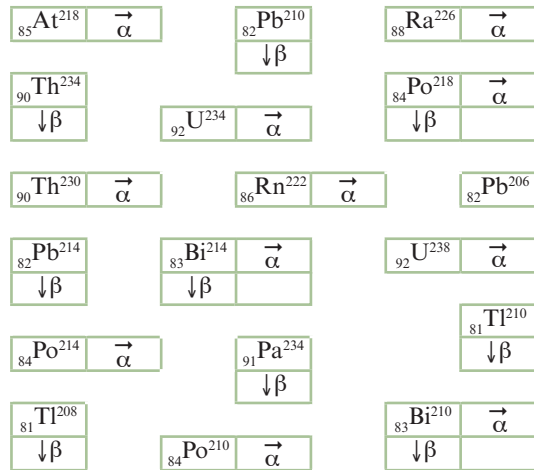 ₈₅At²¹⁸ →α ₈₂Pb²¹⁰ ₈₈Ra²²⁶ →α
↓β
₉₀Th²³⁴ ₈₄Po²¹⁸ →α
↓β ₉₂U²³⁴ →α ↓β
₉₀Th²³⁰ →α ₈₆Rn²²² →α ₈₂Pb²⁰⁶
₈₂Pb²¹⁴ ₈₃Bi²¹⁴ →α ₉₂U²³⁸ →α
↓β ↓β
₈₁Tl²¹⁰
₈₄Po²¹⁴ →α ₉₁Pa²³⁴ ↓β
↓β
₈₁Tl²⁰⁸ ₈₃Bi²¹⁰ →α
↓β ₈₄Po²¹⁰ →α ↓β